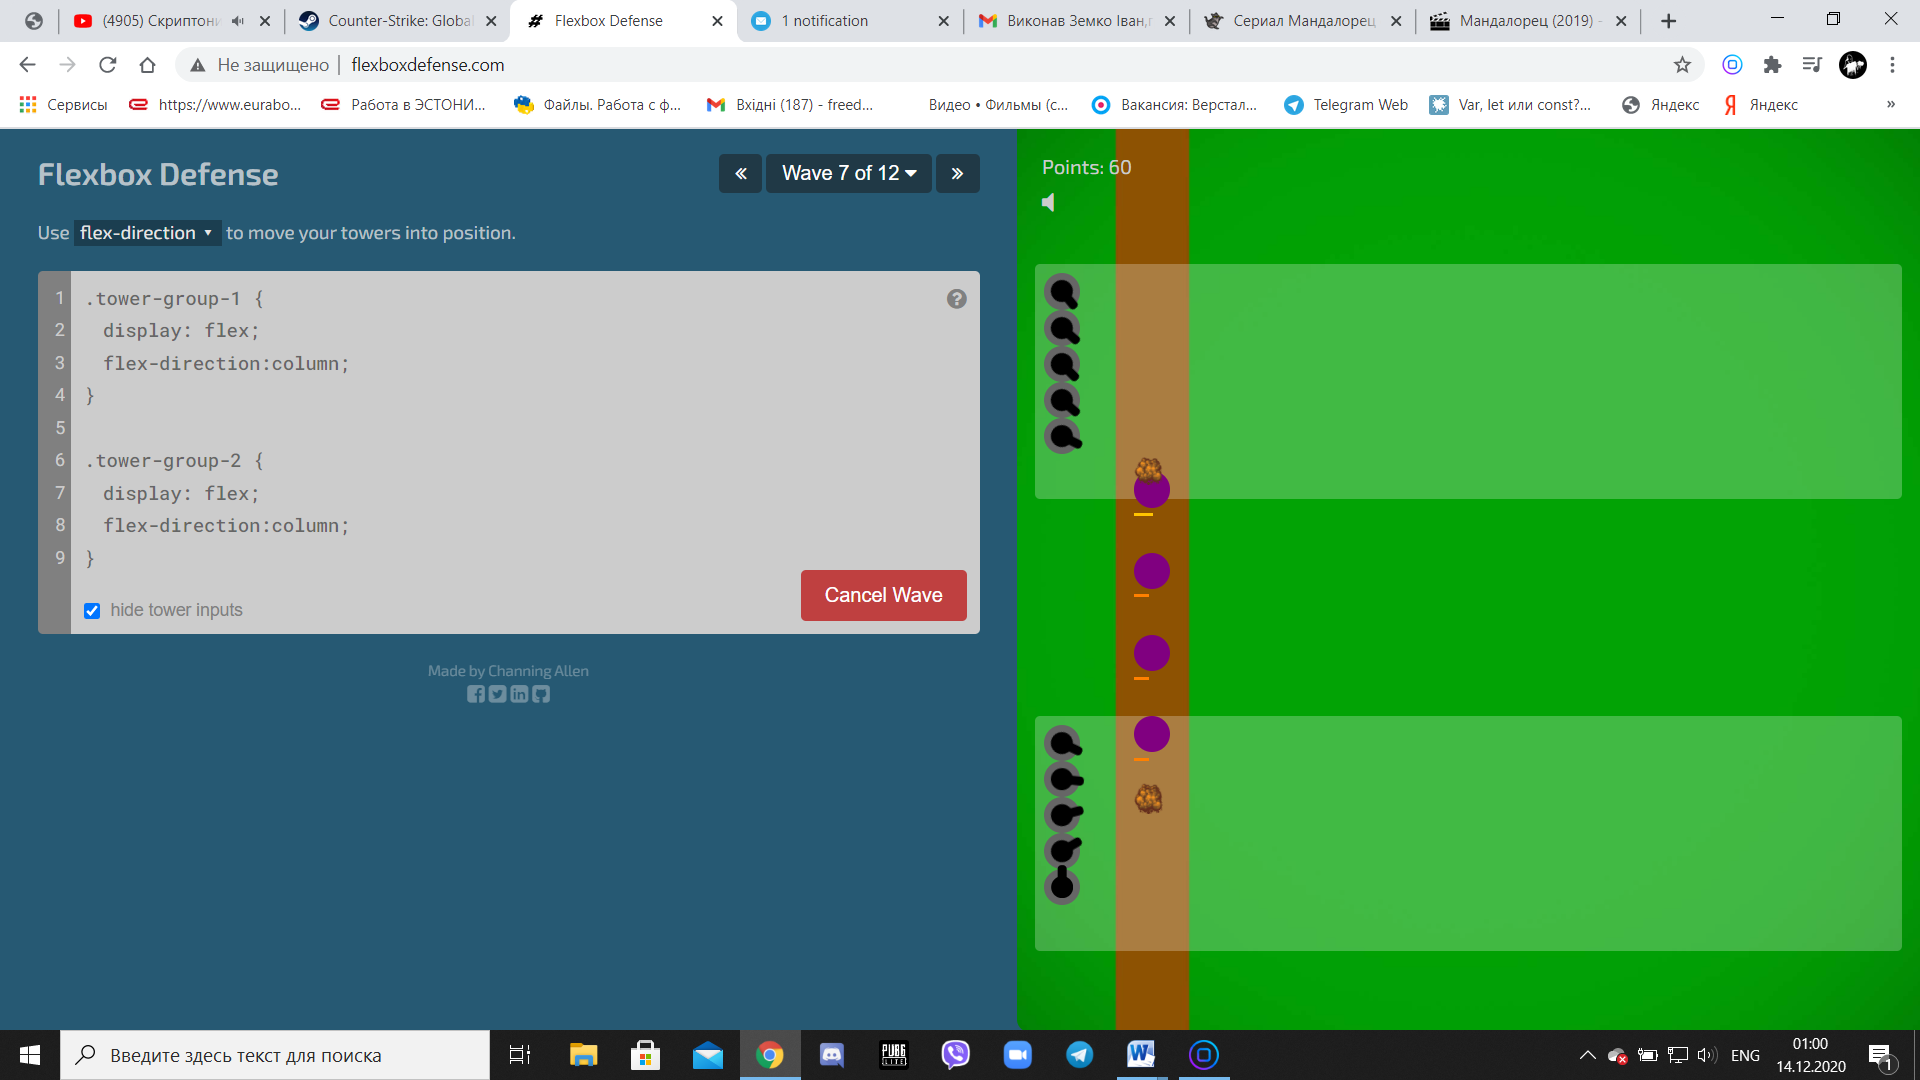 (4905) Скриптони
Counter-Strike: Global
Flexbox Defense
1 notification
Виконав Земко Іван,г
Сериал Мандалорец
Мандалорец (2019) -
Не защищено
flexboxdefense.com
Сервисы
https://www.eurabo...
Работа в ЭСТОНИ...
Файлы. Работа с ф...
Вхідні (187) - freed...
Видео • Фильмы (с...
Вакансия: Верстал...
Telegram Web
Var, let или const?...
Яндекс
Яндекс
»
Flexbox Defense
«
Wave 7 of 12
»
Use flex-direction to move your towers into position.
1 .tower-group-1 {
2 display: flex;
3 flex-direction:column;
4 }
5
6 .tower-group-2 {
7 display: flex;
8 flex-direction:column;
9 }
hide tower inputs
Cancel Wave
Made by Channing Allen
Points: 60
Введите здесь текст для поиска
PUBG LITE
ENG
01:00
14.12.2020
1